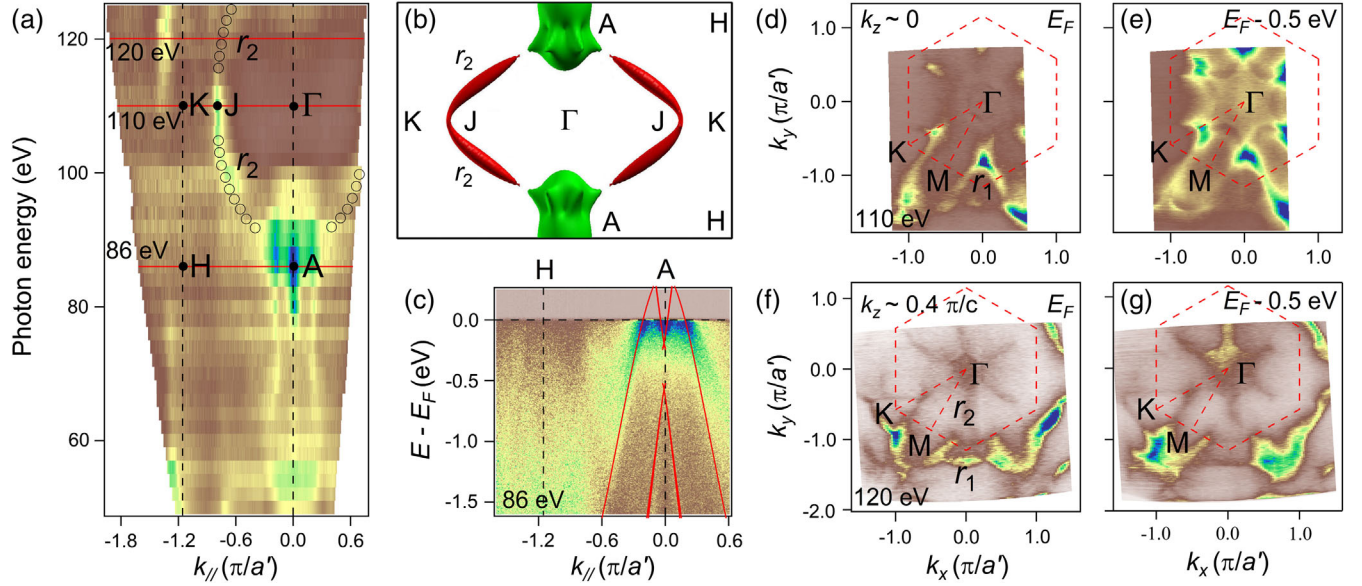 (a)
120
100
80
60
Photon energy (eV)
120 eV
110 eV
86 eV
r2
K
J
Γ
r2
H
A
-1.8
-1.2
-0.6
0.0
0.6
k// (π/a')
(b)
A
H
r2
r2
K
J
Γ
J
K
r2
r2
A
H
(c)
H
A
0.0
-0.5
-1.0
-1.5
E - EF (eV)
86 eV
-1.8
-1.2
-0.6
0.0
0.6
k// (π/a')
(d)
kz ~ 0
EF
1.0
0.0
-1.0
ky (π/a')
Γ
K
M
r1
110 eV
-1.0
0.0
1.0
(e)
EF - 0.5 eV
Γ
K
M
-1.0
0.0
1.0
(f)
kz ~ 0.4 π/c
EF
1.0
0.0
-1.0
-2.0
ky (π/a')
Γ
K
r2
M
r1
120 eV
-1.0
0.0
1.0
kx (π/a')
(g)
EF - 0.5 eV
Γ
K
M
-1.0
0.0
1.0
kx (π/a')